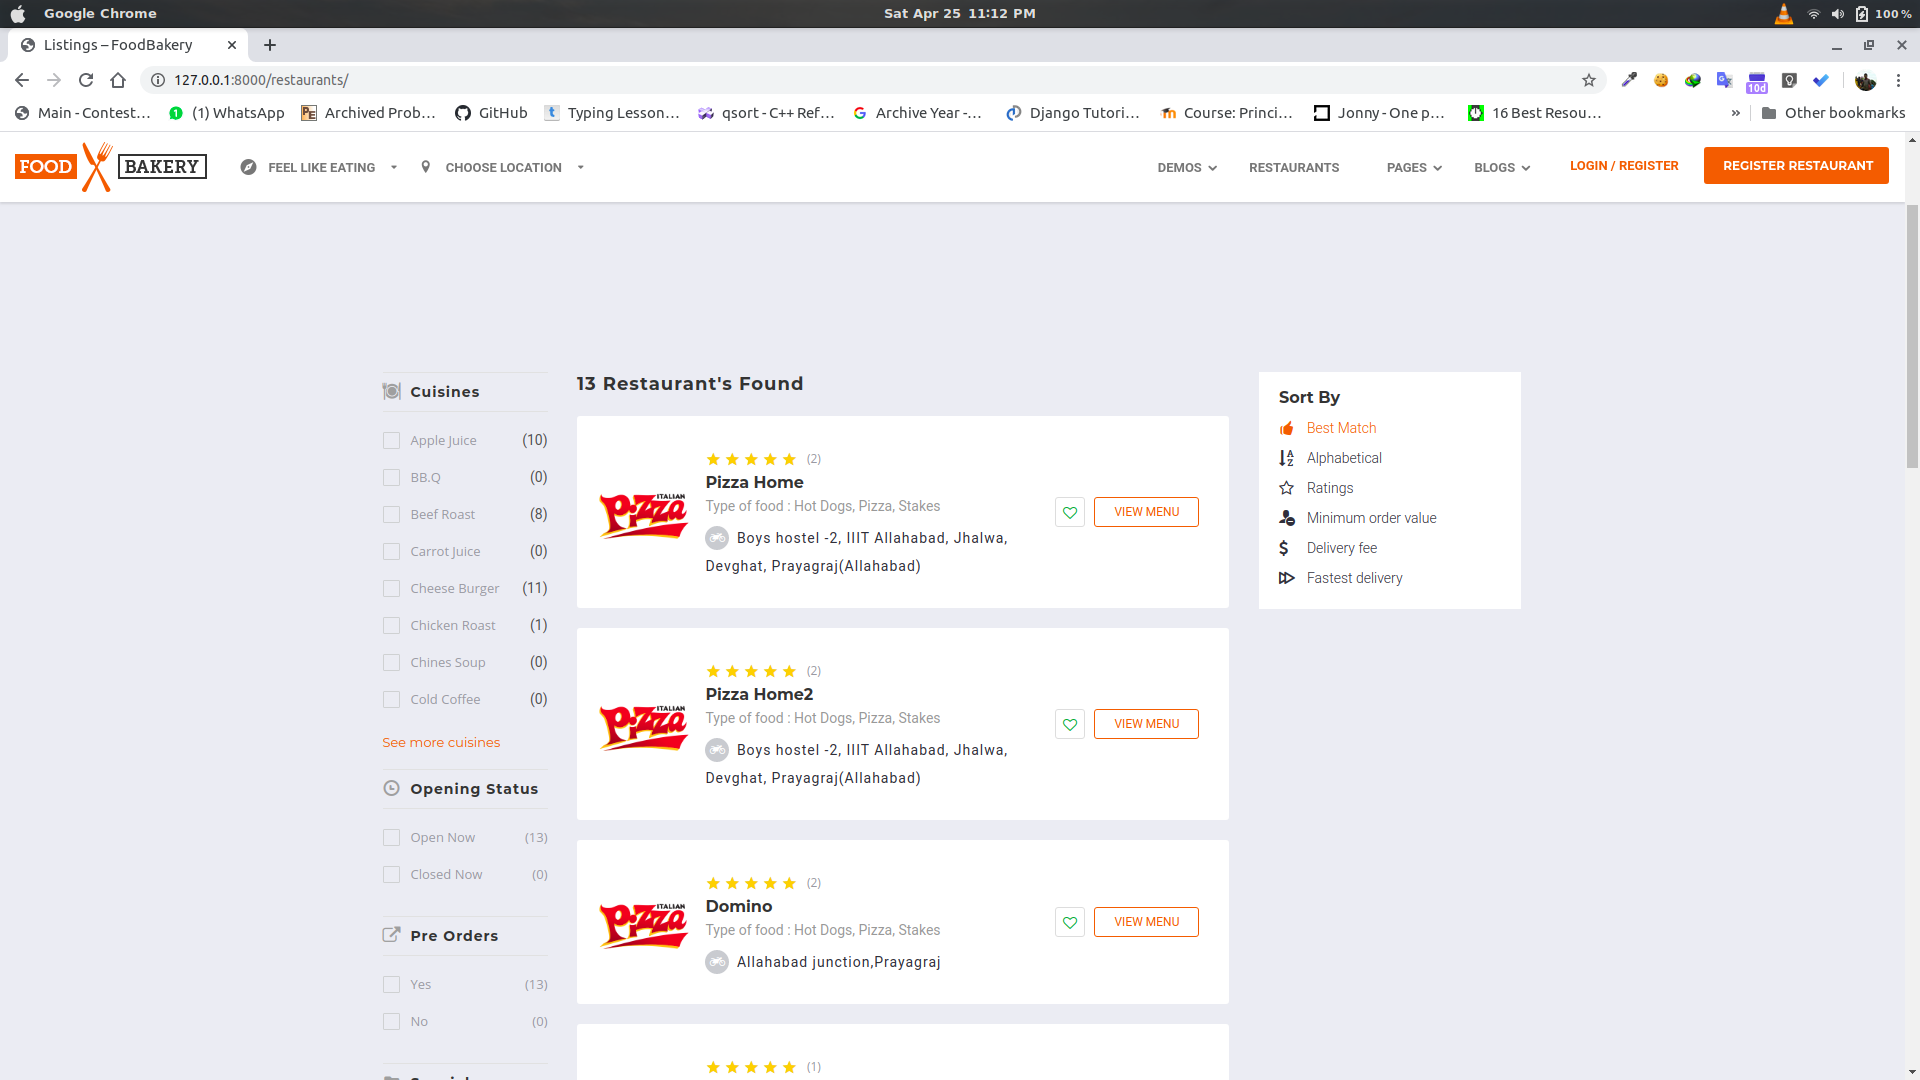 Google Chrome
Sat Apr 25 11:12 PM
100 %
Listings – FoodBakery
127.0.0.1:8000/restaurants/
10d
Main - Contest...
(1) WhatsApp
Archived Prob...
GitHub
Typing Lesson...
qsort - C++ Ref...
Archive Year -...
Django Tutori...
Course: Princi...
Jonny - One p...
16 Best Resou...
»
Other bookmarks
FOOD BAKERY
FEEL LIKE EATING
CHOOSE LOCATION
DEMOS
RESTAURANTS
PAGES
BLOGS
LOGIN / REGISTER
REGISTER RESTAURANT
Cuisines
Apple Juice (10)
BB.Q (0)
Beef Roast (8)
Carrot Juice (0)
Cheese Burger (11)
Chicken Roast (1)
Chines Soup (0)
Cold Coffee (0)
See more cuisines
Opening Status
Open Now (13)
Closed Now (0)
Pre Orders
Yes (13)
No (0)
13 Restaurant's Found
ITALIAN
Pizza
(2)
Pizza Home
Type of food : Hot Dogs, Pizza, Stakes
Boys hostel -2, IIIT Allahabad, Jhalwa,
Devghat, Prayagraj(Allahabad)
VIEW MENU
ITALIAN
Pizza
(2)
Pizza Home2
Type of food : Hot Dogs, Pizza, Stakes
Boys hostel -2, IIIT Allahabad, Jhalwa,
Devghat, Prayagraj(Allahabad)
VIEW MENU
ITALIAN
Pizza
(2)
Domino
Type of food : Hot Dogs, Pizza, Stakes
Allahabad junction,Prayagraj
VIEW MENU
(1)
Sort By
Best Match
Alphabetical
Ratings
Minimum order value
Delivery fee
Fastest delivery